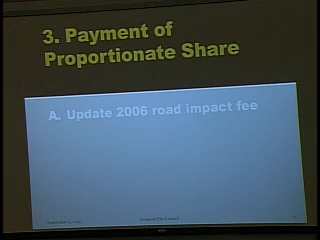 3. Payment of
Proportionate Share
A. Update 2006 road impact fee